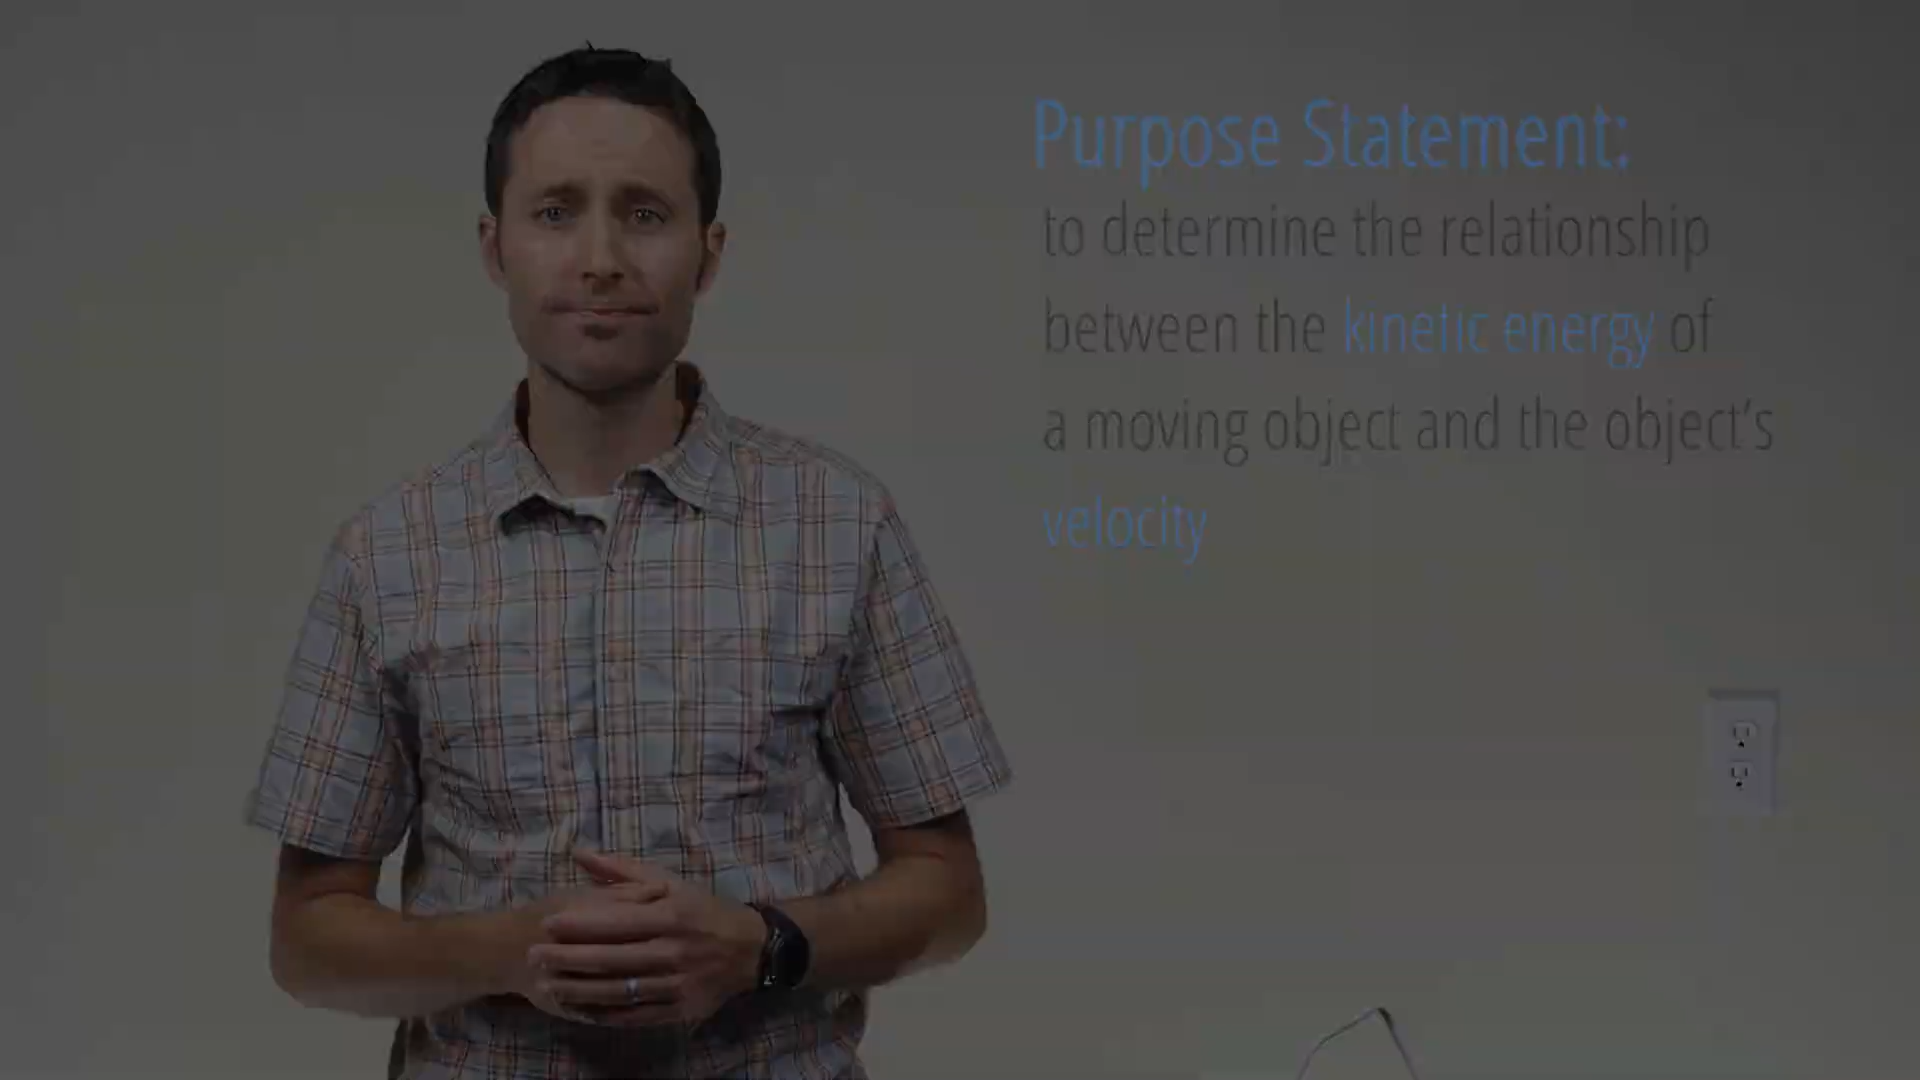 Purpose Statement:
to determine the relationship
between the kinetic energy of
a moving object and the object's
velocity